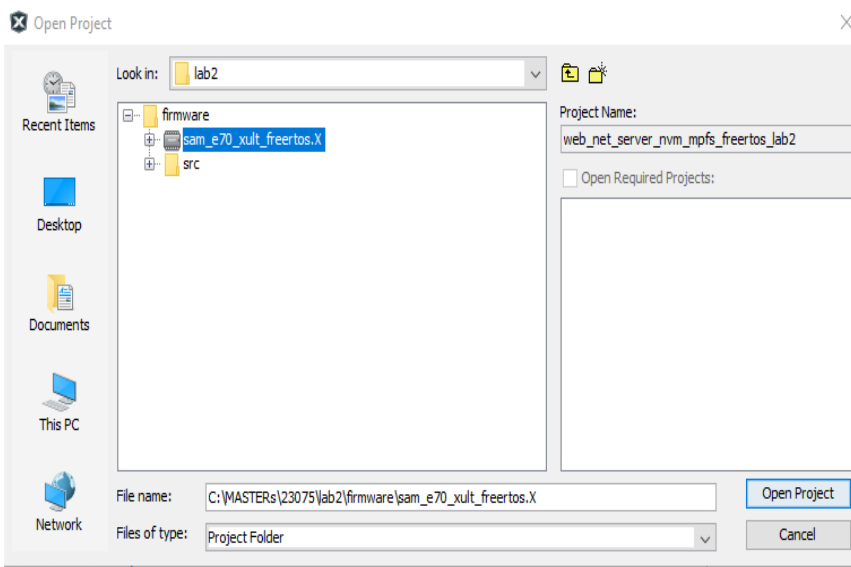 Open Project
Look in: lab2
Recent Items
Desktop
Documents
This PC
Network
firmware
sam_e70_xult_freertos.X
src
Project Name:
web_net_server_nvm_mpfs_freertos_lab2
Open Required Projects:
File name: C:\MASTERs\23075\lab2\firmware\sam_e70_xult_freertos.X
Files of type: Project Folder
Open Project
Cancel